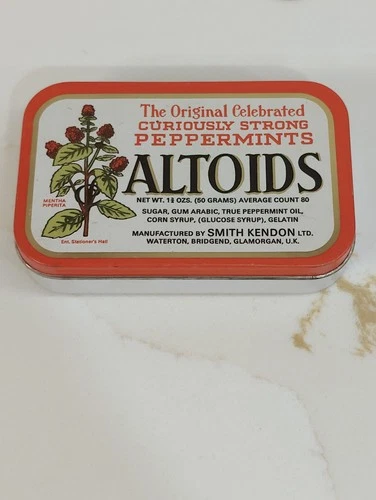 The Original Celebrated
CURIOUSLY STRONG
PEPPERMINTS
ALTOIDS
NET WT. 1¾ OZS. (50 GRAMS) AVERAGE COUNT 80
SUGAR, GUM ARABIC, TRUE PEPPERMINT OIL,
CORN SYRUP, (GLUCOSE SYRUP), GELATIN
MANUFACTURED BY SMITH KENDON LTD.
WATERTON, BRIDGEND, GLAMORGAN, U.K.
MENTHA
PIPERITA
Ent. Stationer's Hall